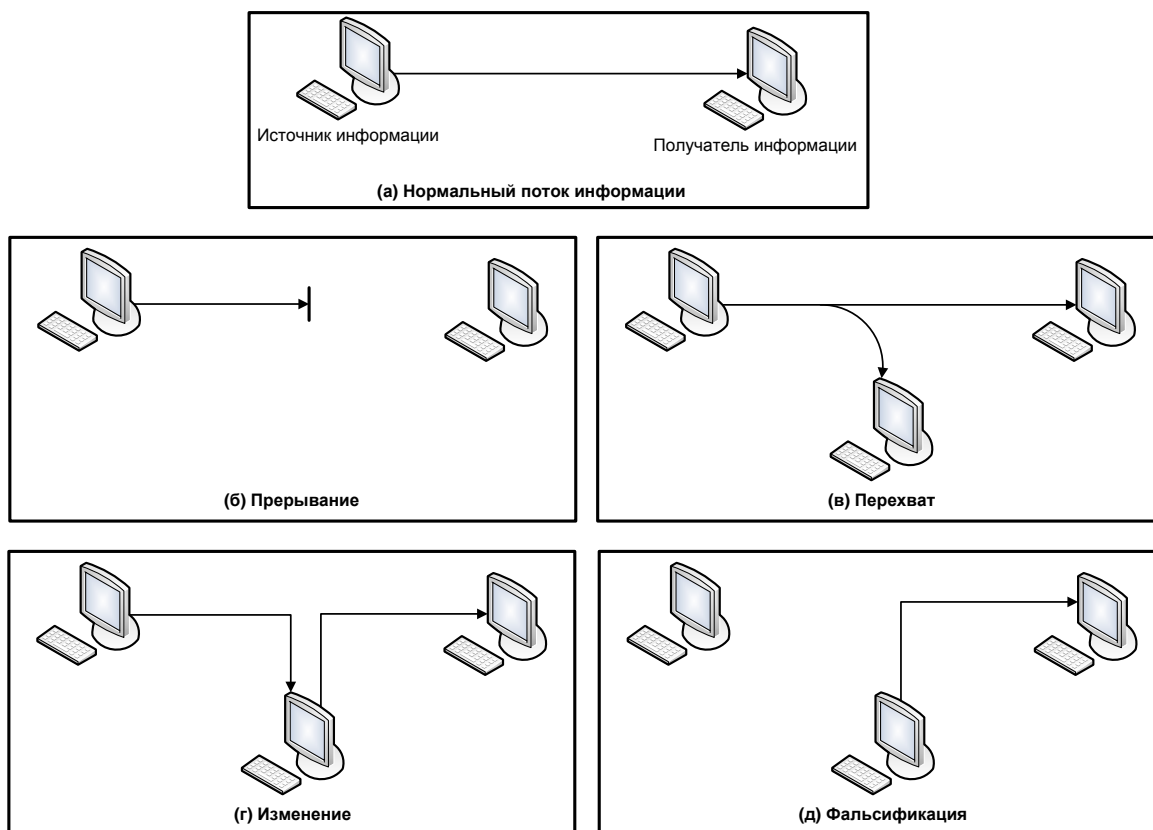 Источник информации
Получатель информации
(а) Нормальный поток информации
(б) Прерывание
(в) Перехват
(г) Изменение
(д) Фальсификация